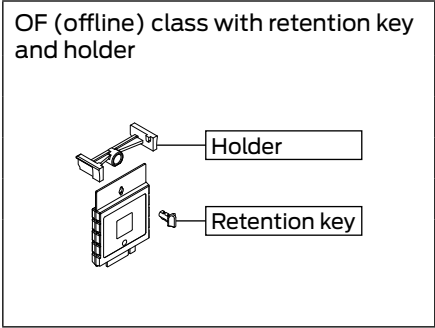 OF (offline) class with retention key
and holder
Holder
Retention key